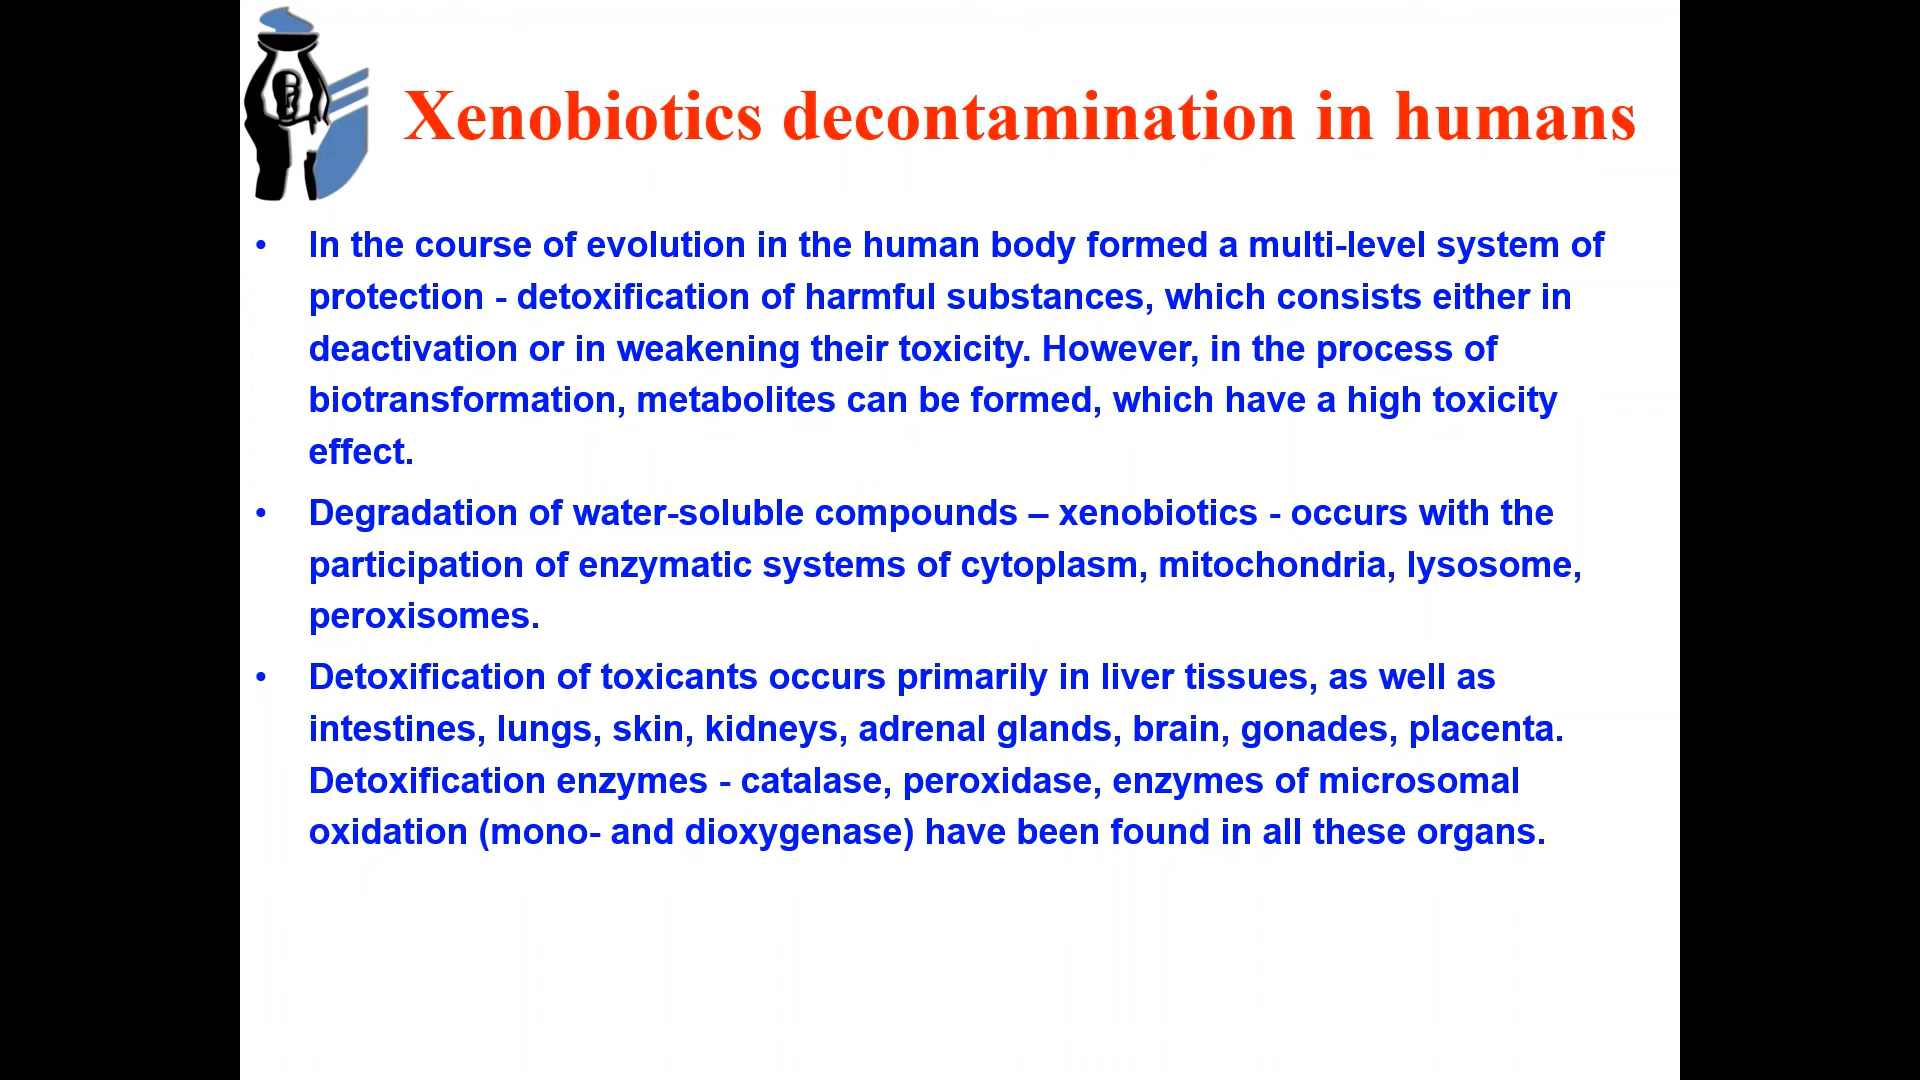 Xenobiotics decontamination in humans
• In the course of evolution in the human body formed a multi-level system of
protection - detoxification of harmful substances, which consists either in
deactivation or in weakening their toxicity. However, in the process of
biotransformation, metabolites can be formed, which have a high toxicity
effect.
• Degradation of water-soluble compounds – xenobiotics - occurs with the
participation of enzymatic systems of cytoplasm, mitochondria, lysosome,
peroxisomes.
• Detoxification of toxicants occurs primarily in liver tissues, as well as
intestines, lungs, skin, kidneys, adrenal glands, brain, gonades, placenta.
Detoxification enzymes - catalase, peroxidase, enzymes of microsomal
oxidation (mono- and dioxygenase) have been found in all these organs.